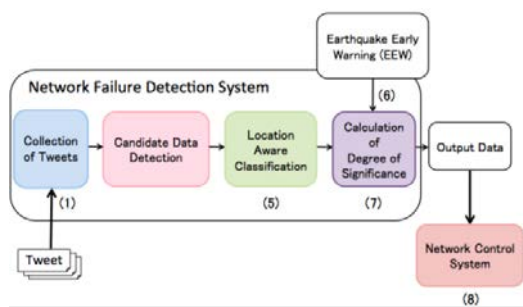 Earthquake Early
Warning (EEW)
Network Failure Detection System
(6)
Collection
of Tweets
Candidate Data
Detection
Location
Aware
Classification
Calculation
of
Degree of
Significance
Output Data
(1)
(5)
(7)
Tweet
Network Control
System
(8)